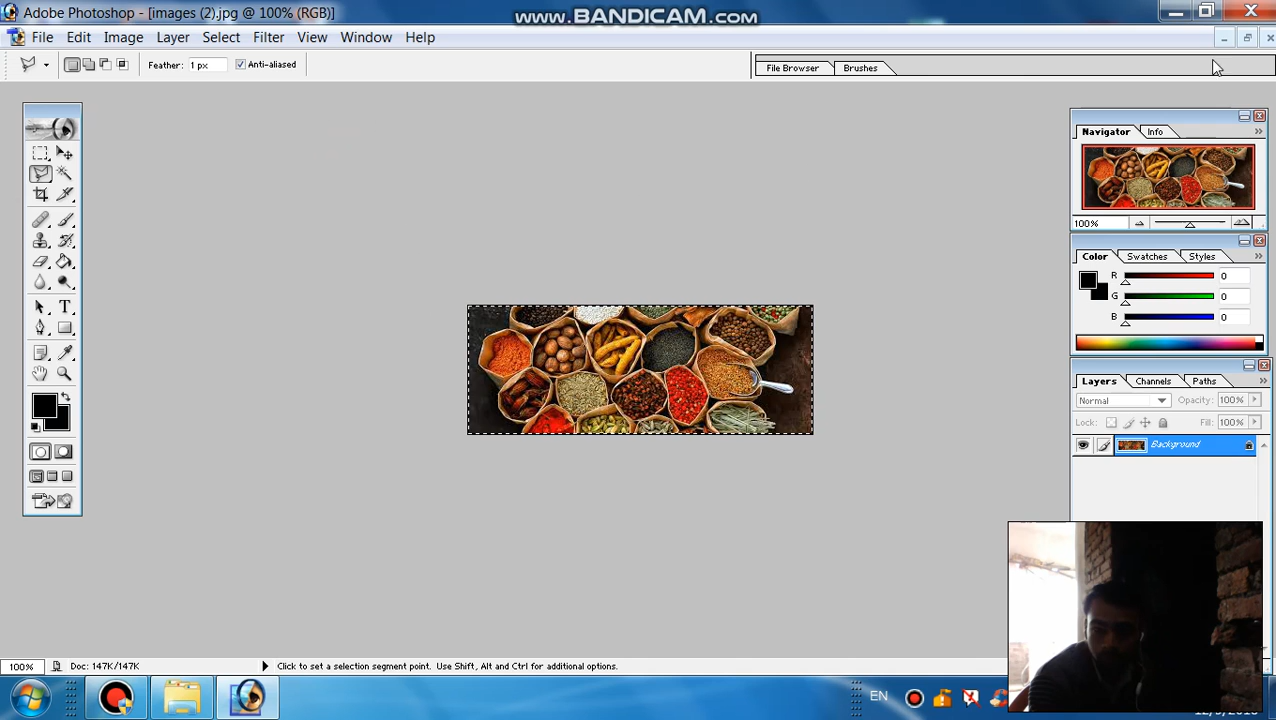 Adobe Photoshop - [images (2).jpg @ 100% (RGB)]
www.BANDICAM.com
File Edit Image Layer Select Filter View Window Help
Feather: 1 px Anti-aliased
File Browser Brushes
Navigator Info
100%
Color Swatches Styles
R 0
G 0
B 0
Layers Channels Paths
Normal Opacity: 100%
Lock: Fill: 100%
Background
T
100% Doc: 147K/147K Click to set a selection segment point. Use Shift, Alt and Ctrl for additional options.
EN